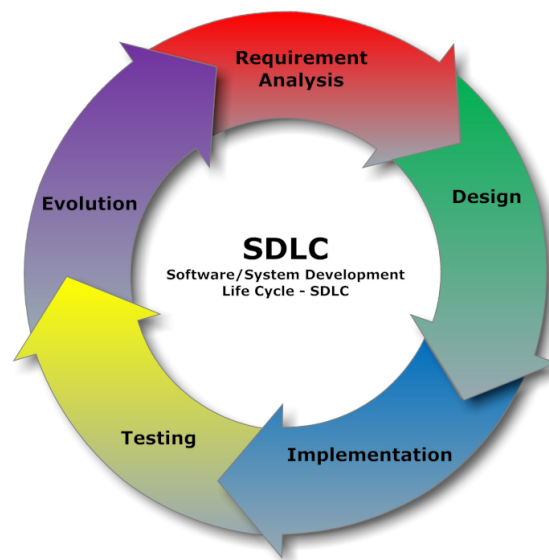 Requirement
Analysis
Design
Evolution
SDLC
Software/System Development
Life Cycle - SDLC
Testing
Implementation